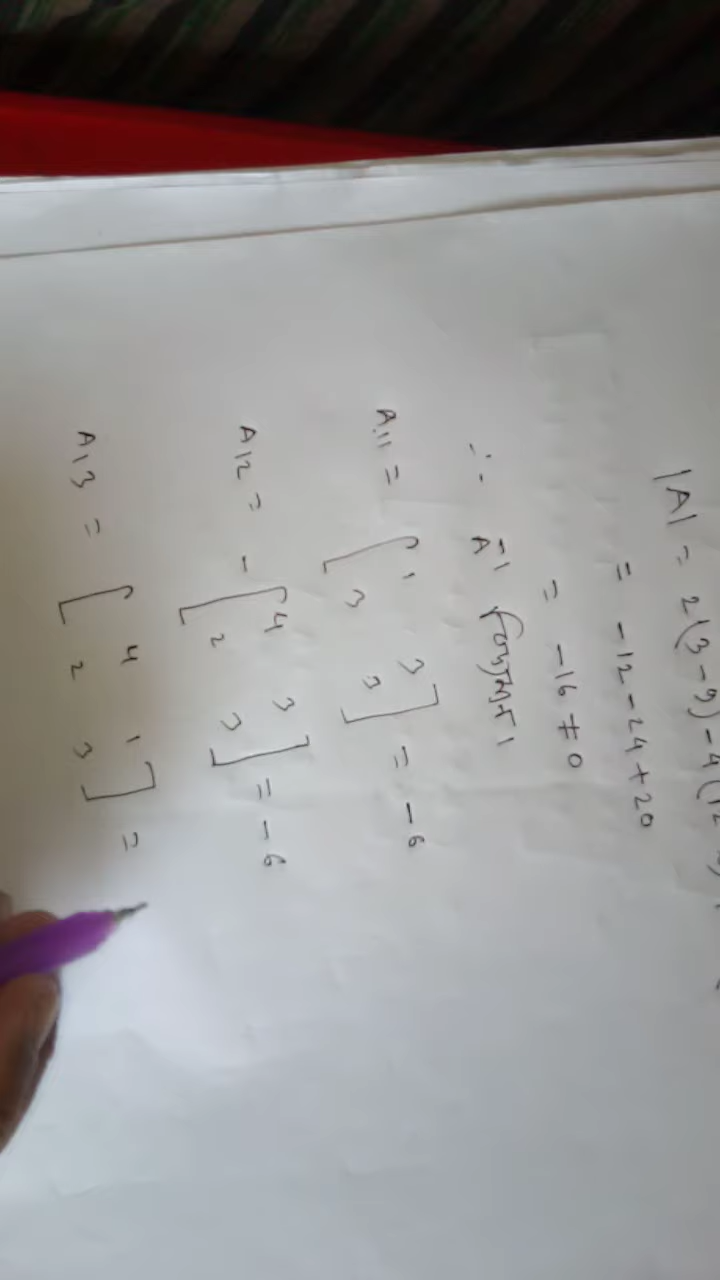 |A| = 2(3-9)-4(12
= -12-24+20
= -16 ≠ 0
∴ A⁻¹ বিদ্যমান।
A11 = [1 3
3 3] = -6
A12 = -[4 3
2 3] = -6
A13 = [4 1
2 3] =